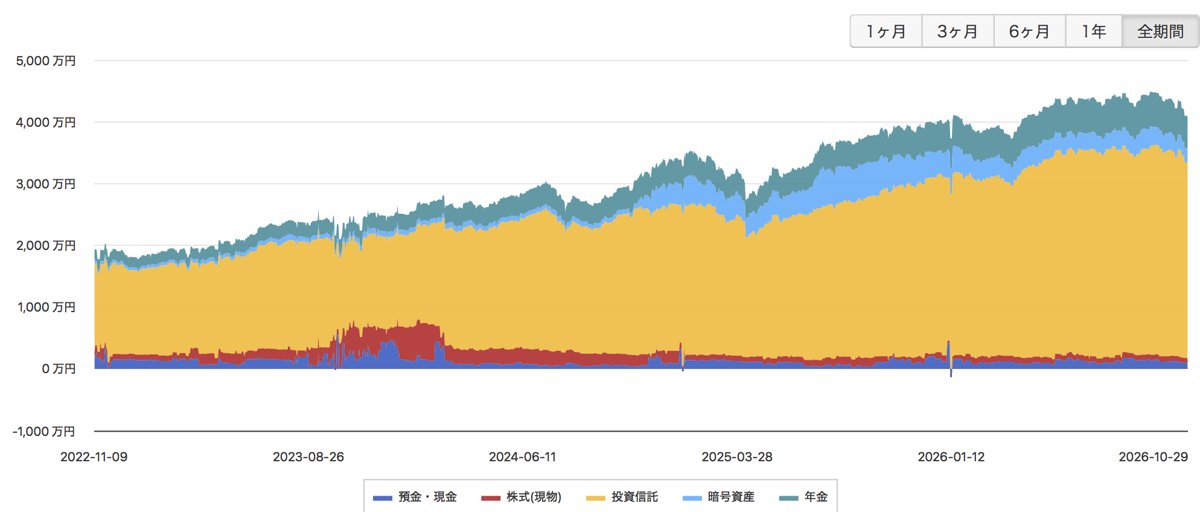 1ヶ月 3ヶ月 6ヶ月 1年 全期間
5,000 万円
4,000 万円
3,000 万円
2,000 万円
1,000 万円
0 万円
-1,000 万円
2022-11-09 2023-08-26 2024-06-11 2025-03-28 2026-01-12 2026-10-29
預金・現金 株式(現物) 投資信託 暗号資産 年金